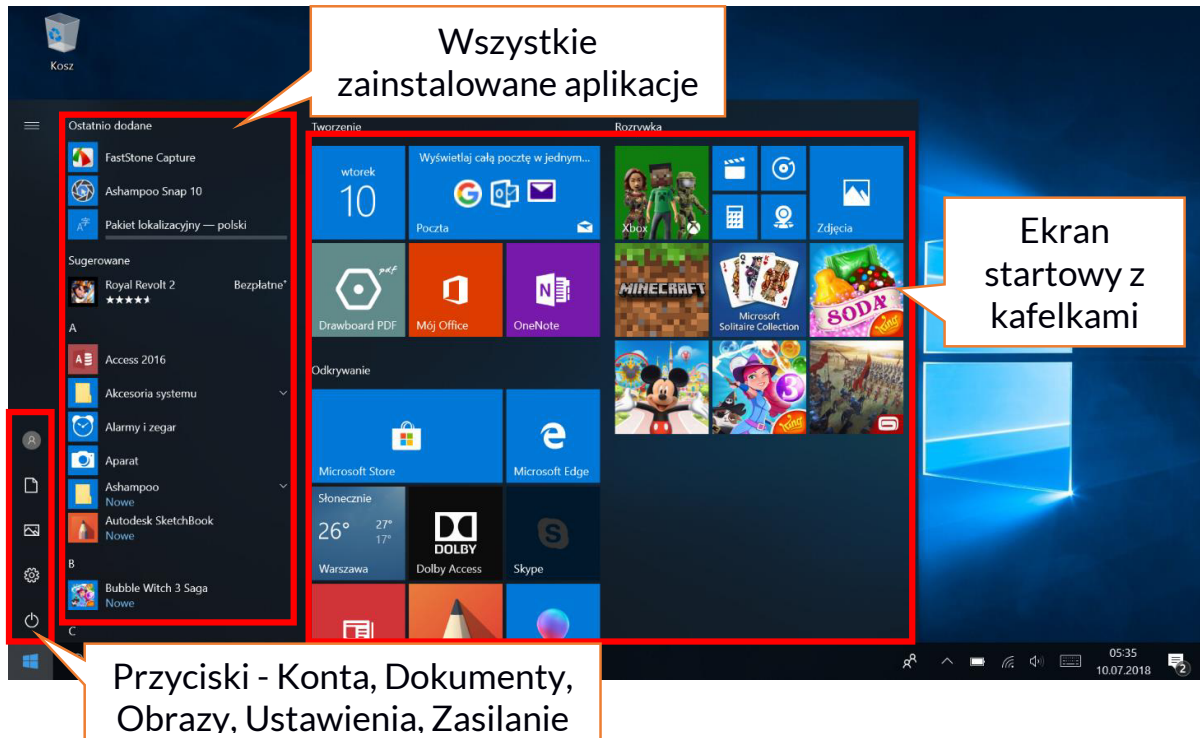 Kosz
Wszystkie
zainstalowane aplikacje
Ostatnio dodane
FastStone Capture
Ashampoo Snap 10
Pakiet lokalizacyjny — polski
Sugerowane
Royal Revolt 2 Bezpłatne*
A
Access 2016
Akcesoria systemu
Alarmy i zegar
Aparat
Ashampoo
Nowe
Autodesk SketchBook
Nowe
B
Bubble Witch 3 Saga
Nowe
C
Tworzenie
wtorek
10
Wyświetlaj całą pocztę w jednym...
Poczta
Drawboard PDF
Mój Office
OneNote
Odkrywanie
Microsoft Store
Microsoft Edge
Słonecznie
26° 27°
17°
Warszawa
DOLBY
Dolby Access
Skype
Rozrywka
Xbox
Zdjęcia
MINECRAFT
Microsoft
Solitaire Collection
SODA
King
3
King
Ekran
startowy z
kafelkami
Przyciski - Konta, Dokumenty,
Obrazy, Ustawienia, Zasilanie
05:35
10.07.2018
2